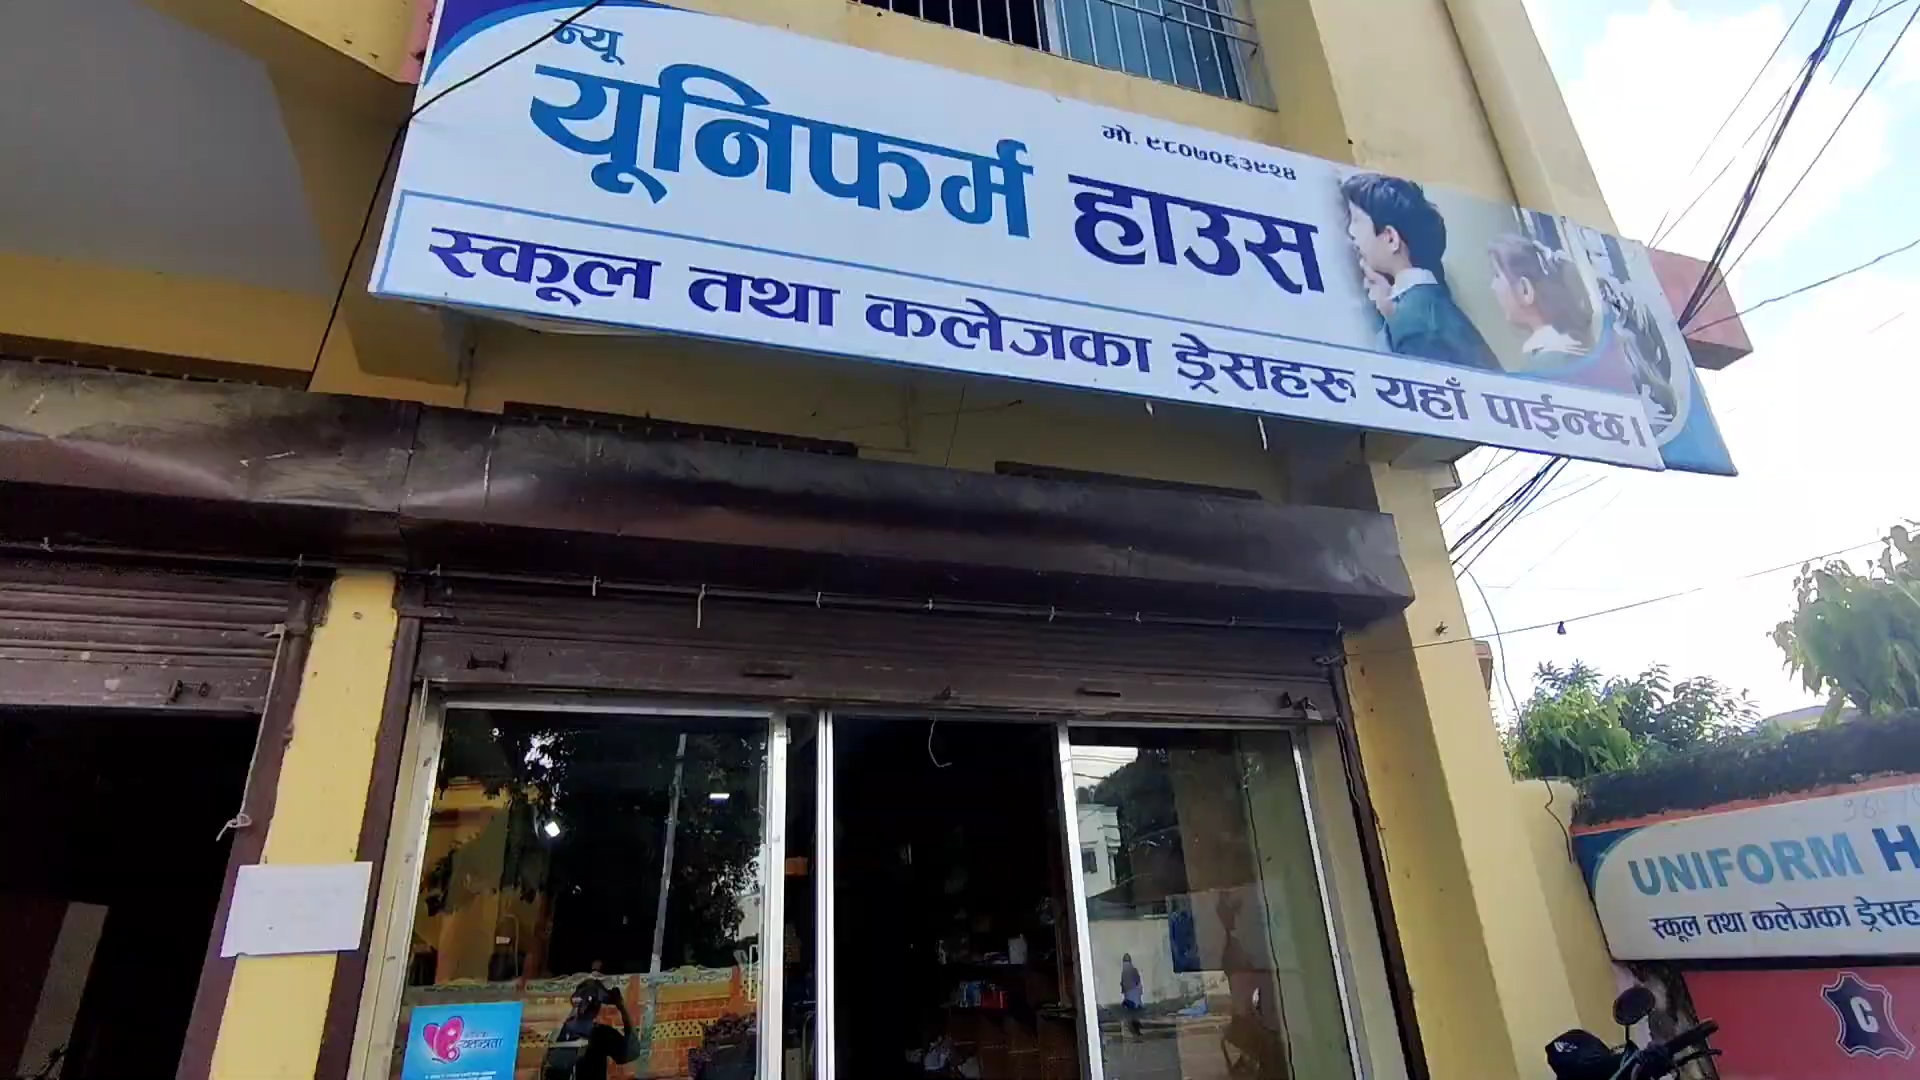 न्यू
यूनिफर्म हाउस
मो. ९८०७०६३९२४
स्कूल तथा कलेजका ड्रेसहरू यहाँ पाईन्छ।
UNIFORM H
स्कूल तथा कलेजका ड्रेसह
C